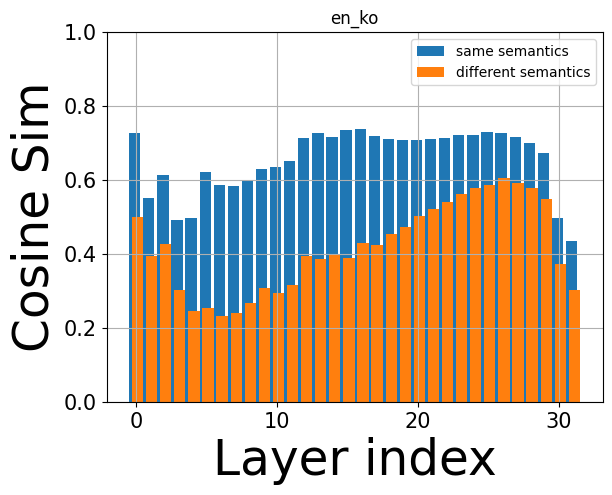 en_ko
same semantics
different semantics
Cosine Sim
1.0
0.8
0.6
0.4
0.2
0.0
0 10 20 30
Layer index